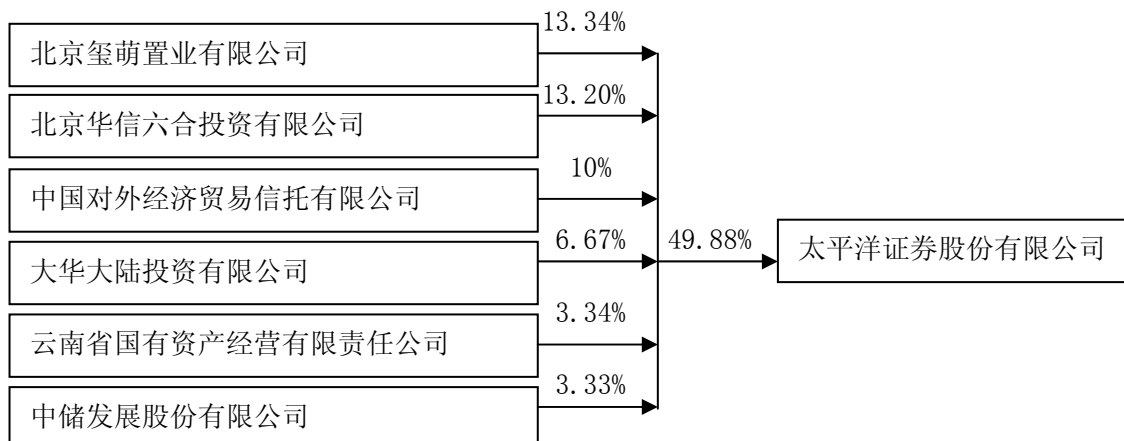 13.34%
北京玺萌置业有限公司
13.20%
北京华信六合投资有限公司
10%
中国对外经济贸易信托有限公司
6.67%
49.88%
大华大陆投资有限公司
太平洋证券股份有限公司
3.34%
云南省国有资产经营有限责任公司
3.33%
中储发展股份有限公司